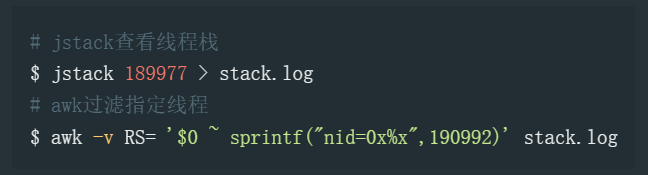 # jstack查看线程栈
$ jstack 189977 > stack.log
# awk过滤指定线程
$ awk -v RS= '$0 ~ sprintf("nid=0x%x",190992)' stack.log